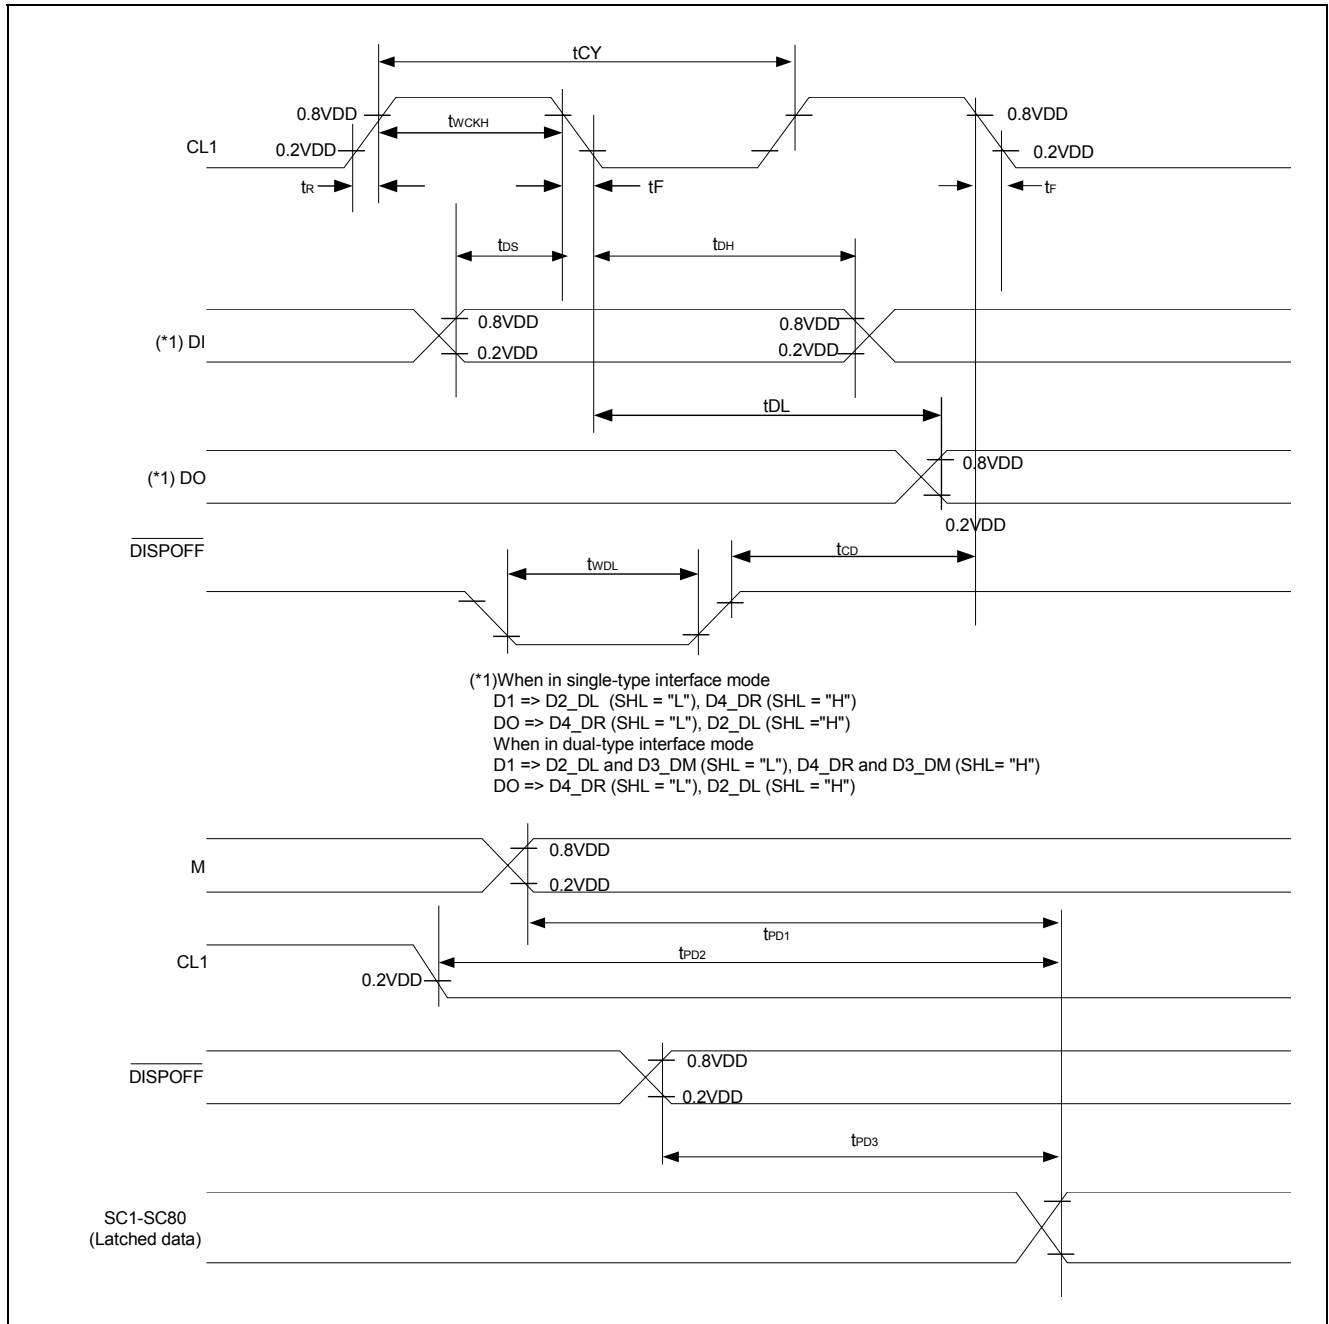 tCY
0.8VDD
0.8VDD
tWCKH
CL1
0.2VDD
0.2VDD
tR
tF
tF
tDS
tDH
0.8VDD
0.8VDD
(*1) DI
0.2VDD
0.2VDD
tDL
0.8VDD
(*1) DO
0.2VDD
DISPOFF
tCD
tWDL
(*1)When in single-type interface mode
D1 => D2_DL (SHL = "L"), D4_DR (SHL = "H")
DO => D4_DR (SHL = "L"), D2_DL (SHL ="H")
When in dual-type interface mode
D1 => D2_DL and D3_DM (SHL = "L"), D4_DR and D3_DM (SHL= "H")
DO => D4_DR (SHL = "L"), D2_DL (SHL = "H")
0.8VDD
M
0.2VDD
tPD1
tPD2
CL1
0.2VDD
0.8VDD
DISPOFF
0.2VDD
tPD3
SC1-SC80
(Latched data)